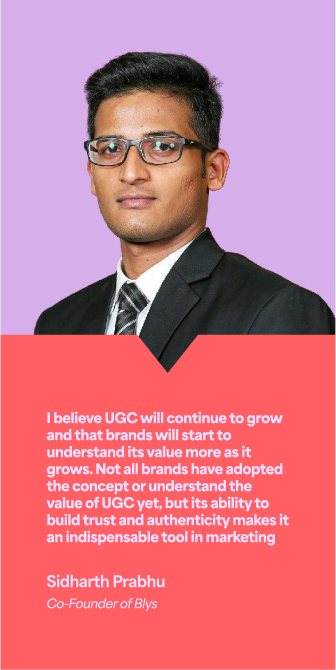 I believe UGC will continue to grow
and that brands will start to
understand its value more as it
grows. Not all brands have adopted
the concept or understand the
value of UGC yet, but its ability to
build trust and authenticity makes it
an indispensable tool in marketing
Sidharth Prabhu
Co-Founder of Blys